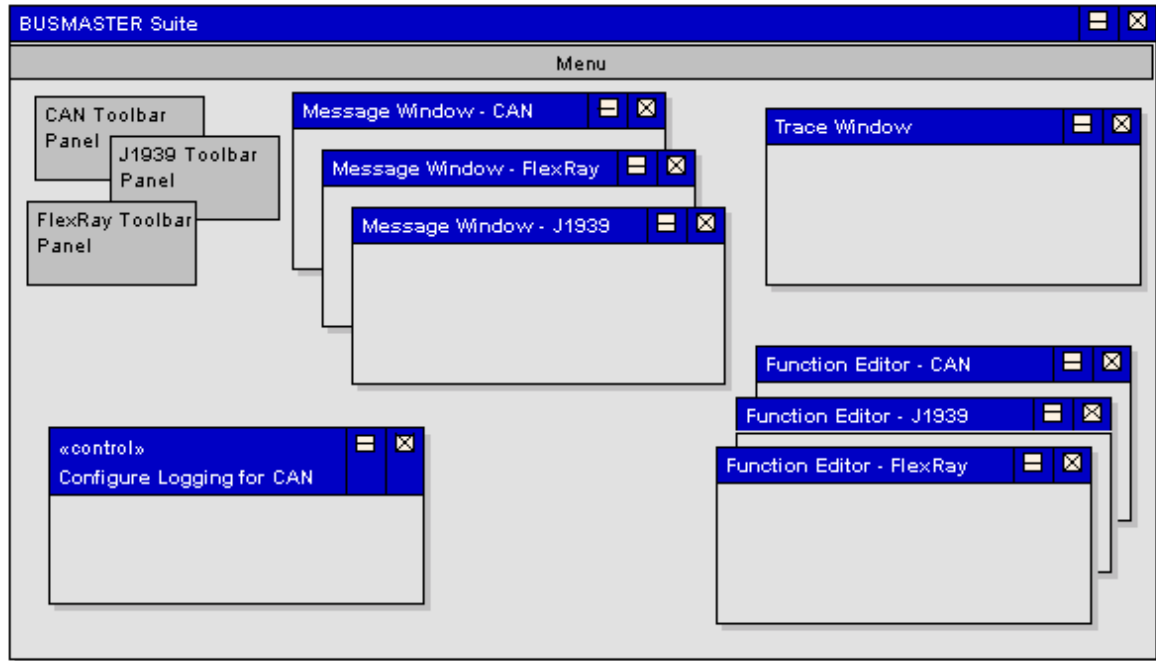 BUSMASTER Suite
Menu
CAN Toolbar
Panel
J1939 Toolbar
Panel
FlexRay Toolbar
Panel
Message Window - CAN
Message Window - FlexRay
Message Window - J1939
Trace Window
Function Editor - CAN
Function Editor - J1939
Function Editor - FlexRay
«control»
Configure Logging for CAN